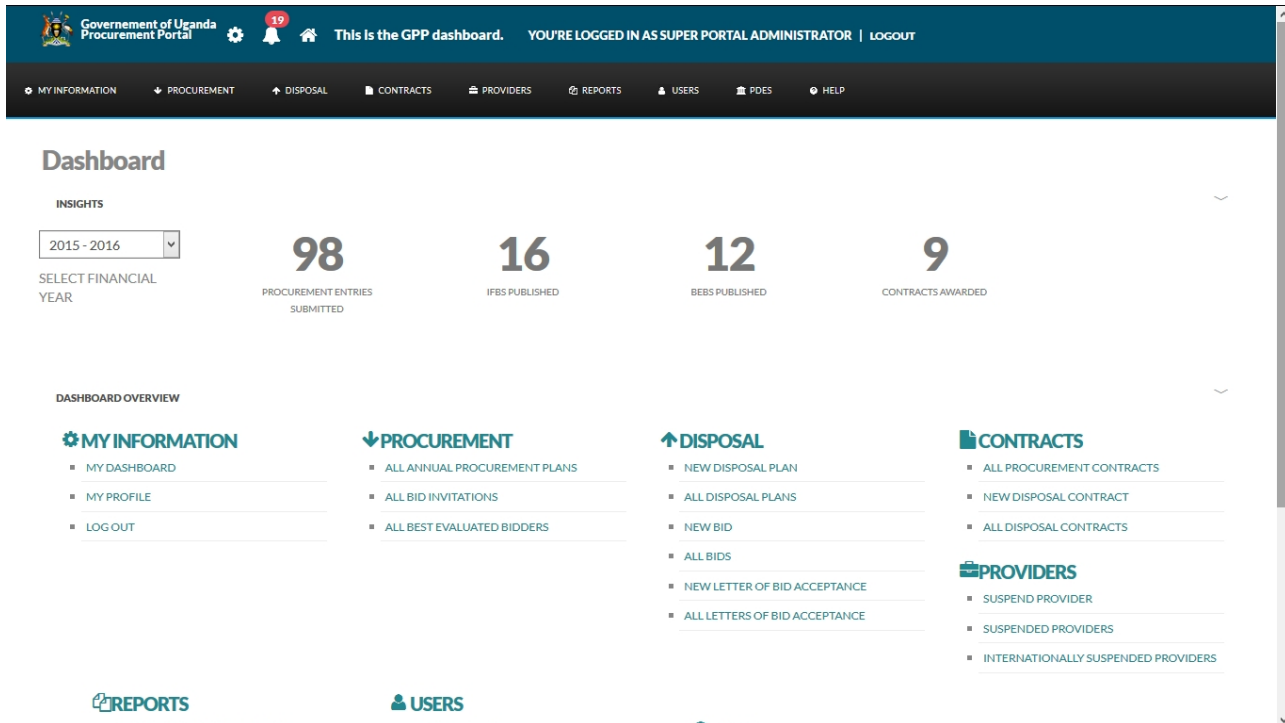 Governement of Uganda
Procurement Portal
19
This is the GPP dashboard.
YOU'RE LOGGED IN AS SUPER PORTAL ADMINISTRATOR | LOGOUT
MY INFORMATION
PROCUREMENT
DISPOSAL
CONTRACTS
PROVIDERS
REPORTS
USERS
PDES
HELP
Dashboard
INSIGHTS
2015 - 2016
SELECT FINANCIAL
YEAR
98
PROCUREMENT ENTRIES
SUBMITTED
16
IFBS PUBLISHED
12
BEBS PUBLISHED
9
CONTRACTS AWARDED
DASHBOARD OVERVIEW
MY INFORMATION
MY DASHBOARD
MY PROFILE
LOG OUT
PROCUREMENT
ALL ANNUAL PROCUREMENT PLANS
ALL BID INVITATIONS
ALL BEST EVALUATED BIDDERS
DISPOSAL
NEW DISPOSAL PLAN
ALL DISPOSAL PLANS
NEW BID
ALL BIDS
NEW LETTER OF BID ACCEPTANCE
ALL LETTERS OF BID ACCEPTANCE
CONTRACTS
ALL PROCUREMENT CONTRACTS
NEW DISPOSAL CONTRACT
ALL DISPOSAL CONTRACTS
PROVIDERS
SUSPEND PROVIDER
SUSPENDED PROVIDERS
INTERNATIONALLY SUSPENDED PROVIDERS
REPORTS
USERS